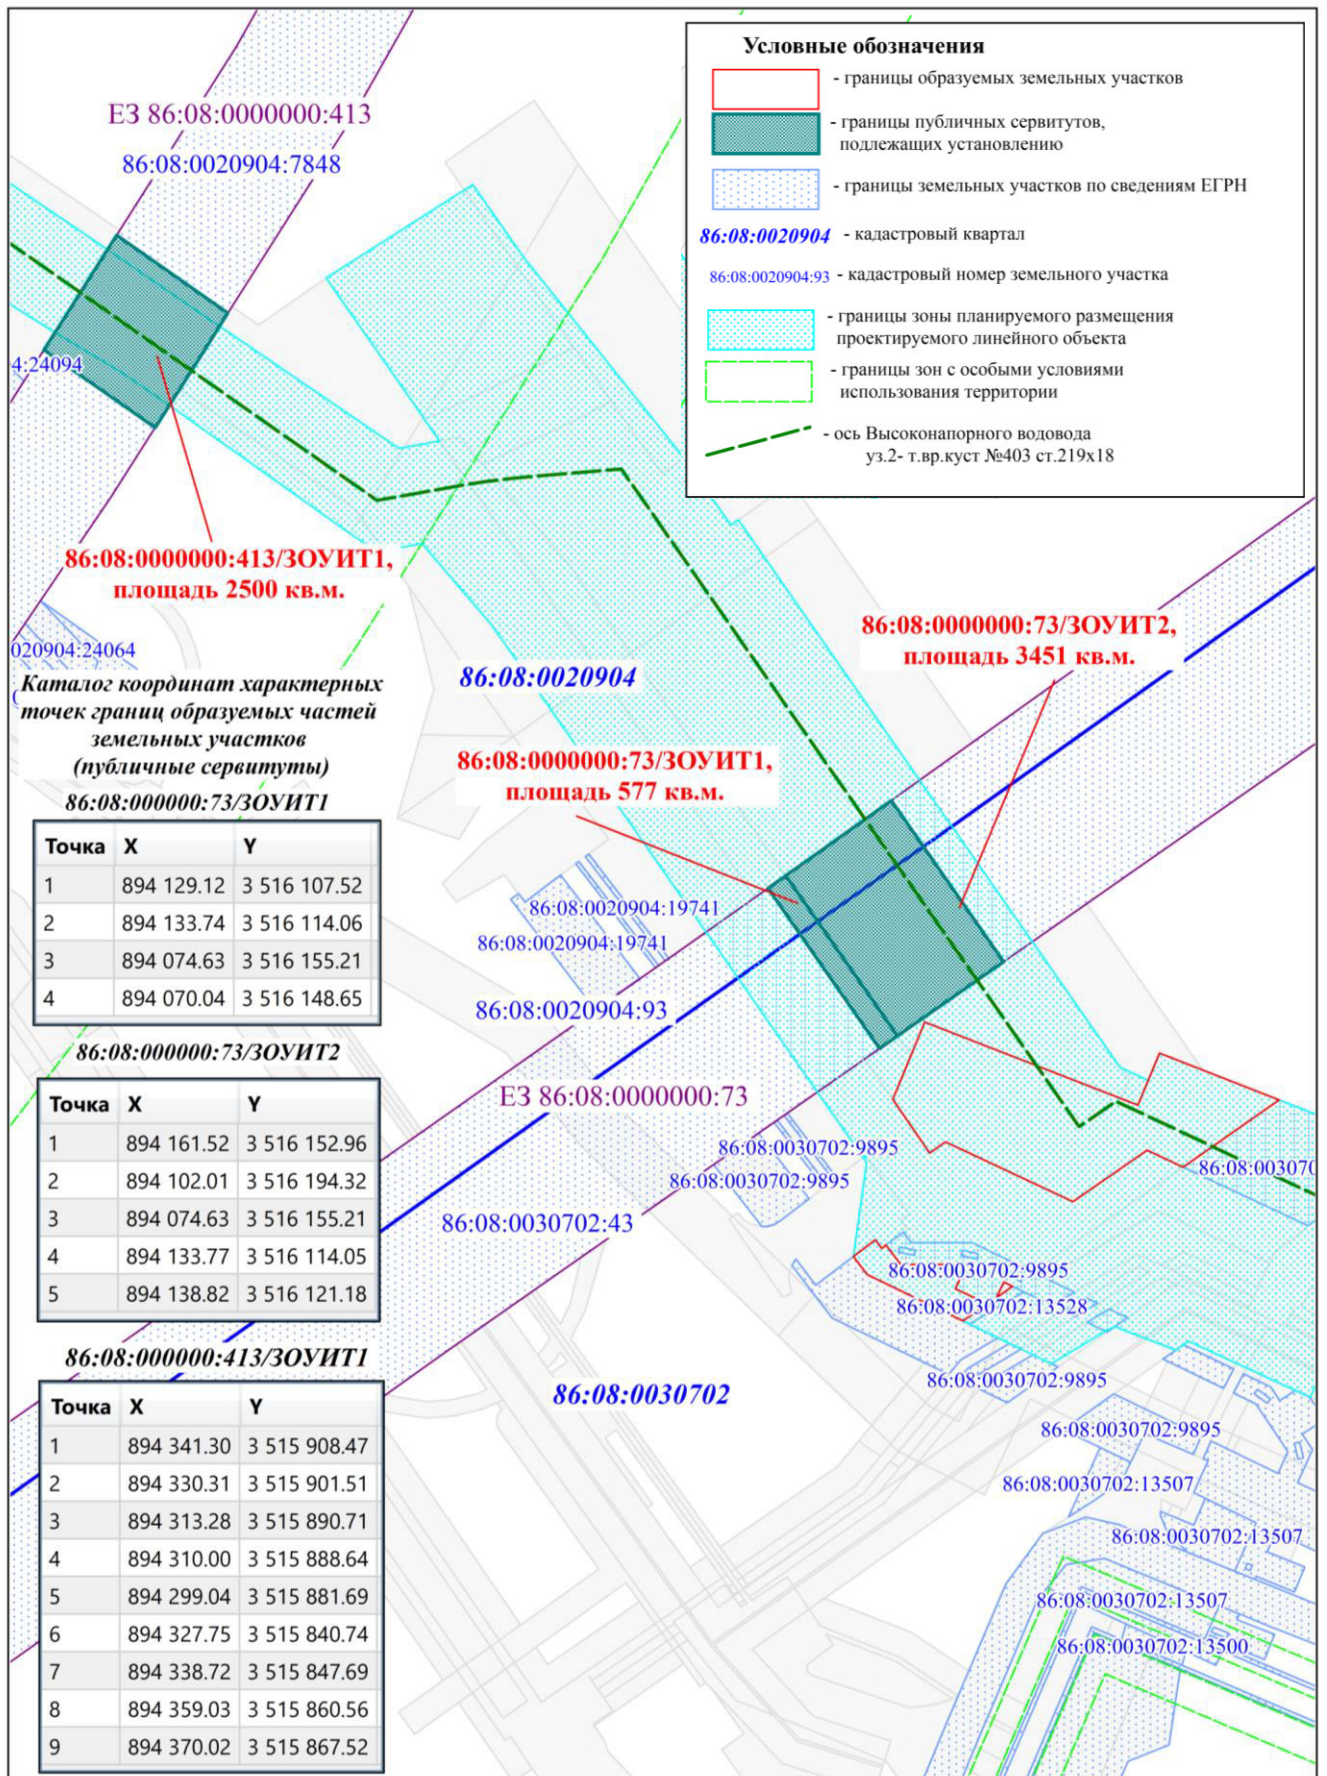 Условные обозначения
- границы образуемых земельных участков
- границы публичных сервитутов,
подлежащих установлению
- границы земельных участков по сведениям ЕГРН
86:08:0020904 - кадастровый квартал
86:08:0020904:93 - кадастровый номер земельного участка
- границы зоны планируемого размещения
проектируемого линейного объекта
- границы зон с особыми условиями
использования территории
- ось Высоконапорного водовода
уз.2- т.вр.куст №403 ст.219х18
ЕЗ 86:08:0000000:413
86:08:0020904:7848
4:24094
86:08:0000000:413/ЗОУИТ1,
площадь 2500 кв.м.
020904:24064
86:08:0020904
86:08:0000000:73/ЗОУИТ2,
площадь 3451 кв.м.
86:08:0000000:73/ЗОУИТ1,
площадь 577 кв.м.
Каталог координат характерных
точек границ образуемых частей
земельных участков
(публичные сервитуты)
86:08:000000:73/ЗОУИТ1
Точка X Y
1 894 129.12 3 516 107.52
2 894 133.74 3 516 114.06
3 894 074.63 3 516 155.21
4 894 070.04 3 516 148.65
86:08:000000:73/ЗОУИТ2
Точка X Y
1 894 161.52 3 516 152.96
2 894 102.01 3 516 194.32
3 894 074.63 3 516 155.21
4 894 133.77 3 516 114.05
5 894 138.82 3 516 121.18
86:08:000000:413/ЗОУИТ1
Точка X Y
1 894 341.30 3 515 908.47
2 894 330.31 3 515 901.51
3 894 313.28 3 515 890.71
4 894 310.00 3 515 888.64
5 894 299.04 3 515 881.69
6 894 327.75 3 515 840.74
7 894 338.72 3 515 847.69
8 894 359.03 3 515 860.56
9 894 370.02 3 515 867.52
86:08:0020904:19741
86:08:0020904:19741
86:08:0020904:93
ЕЗ 86:08:0000000:73
86:08:0030702:9895
86:08:0030702:9895
86:08:003070
86:08:0030702:43
86:08:0030702:9895
86:08:0030702:13528
86:08:0030702:9895
86:08:0030702
86:08:0030702:9895
86:08:0030702:13507
86:08:0030702:13507
86:08:0030702:13507
86:08:0030702:13500